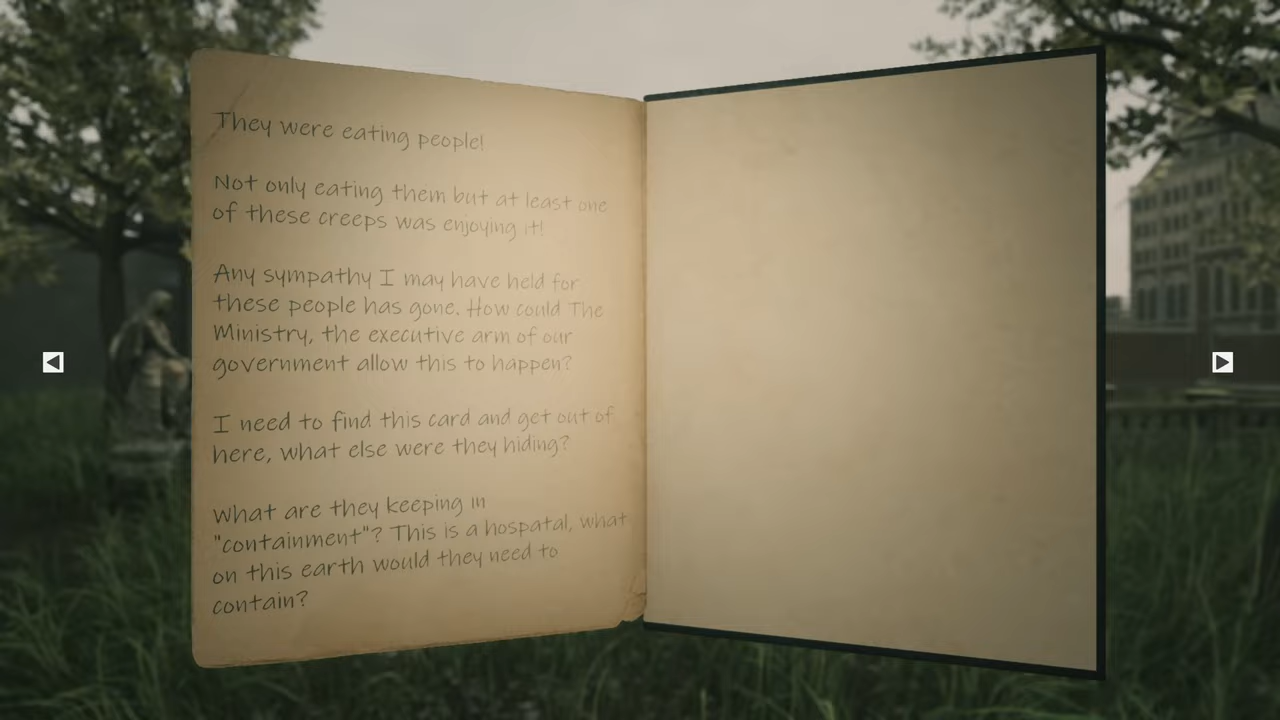 They were eating people!
Not only eating them but at least one
of these creeps was enjoying it!
Any sympathy I may have held for
these people has gone. How could The
Ministry, the executive arm of our
government allow this to happen?
I need to find this card and get out of
here, what else were they hiding?
What are they keeping in
"containment"? This is a hospatal, what
on this earth would they need to
contain?